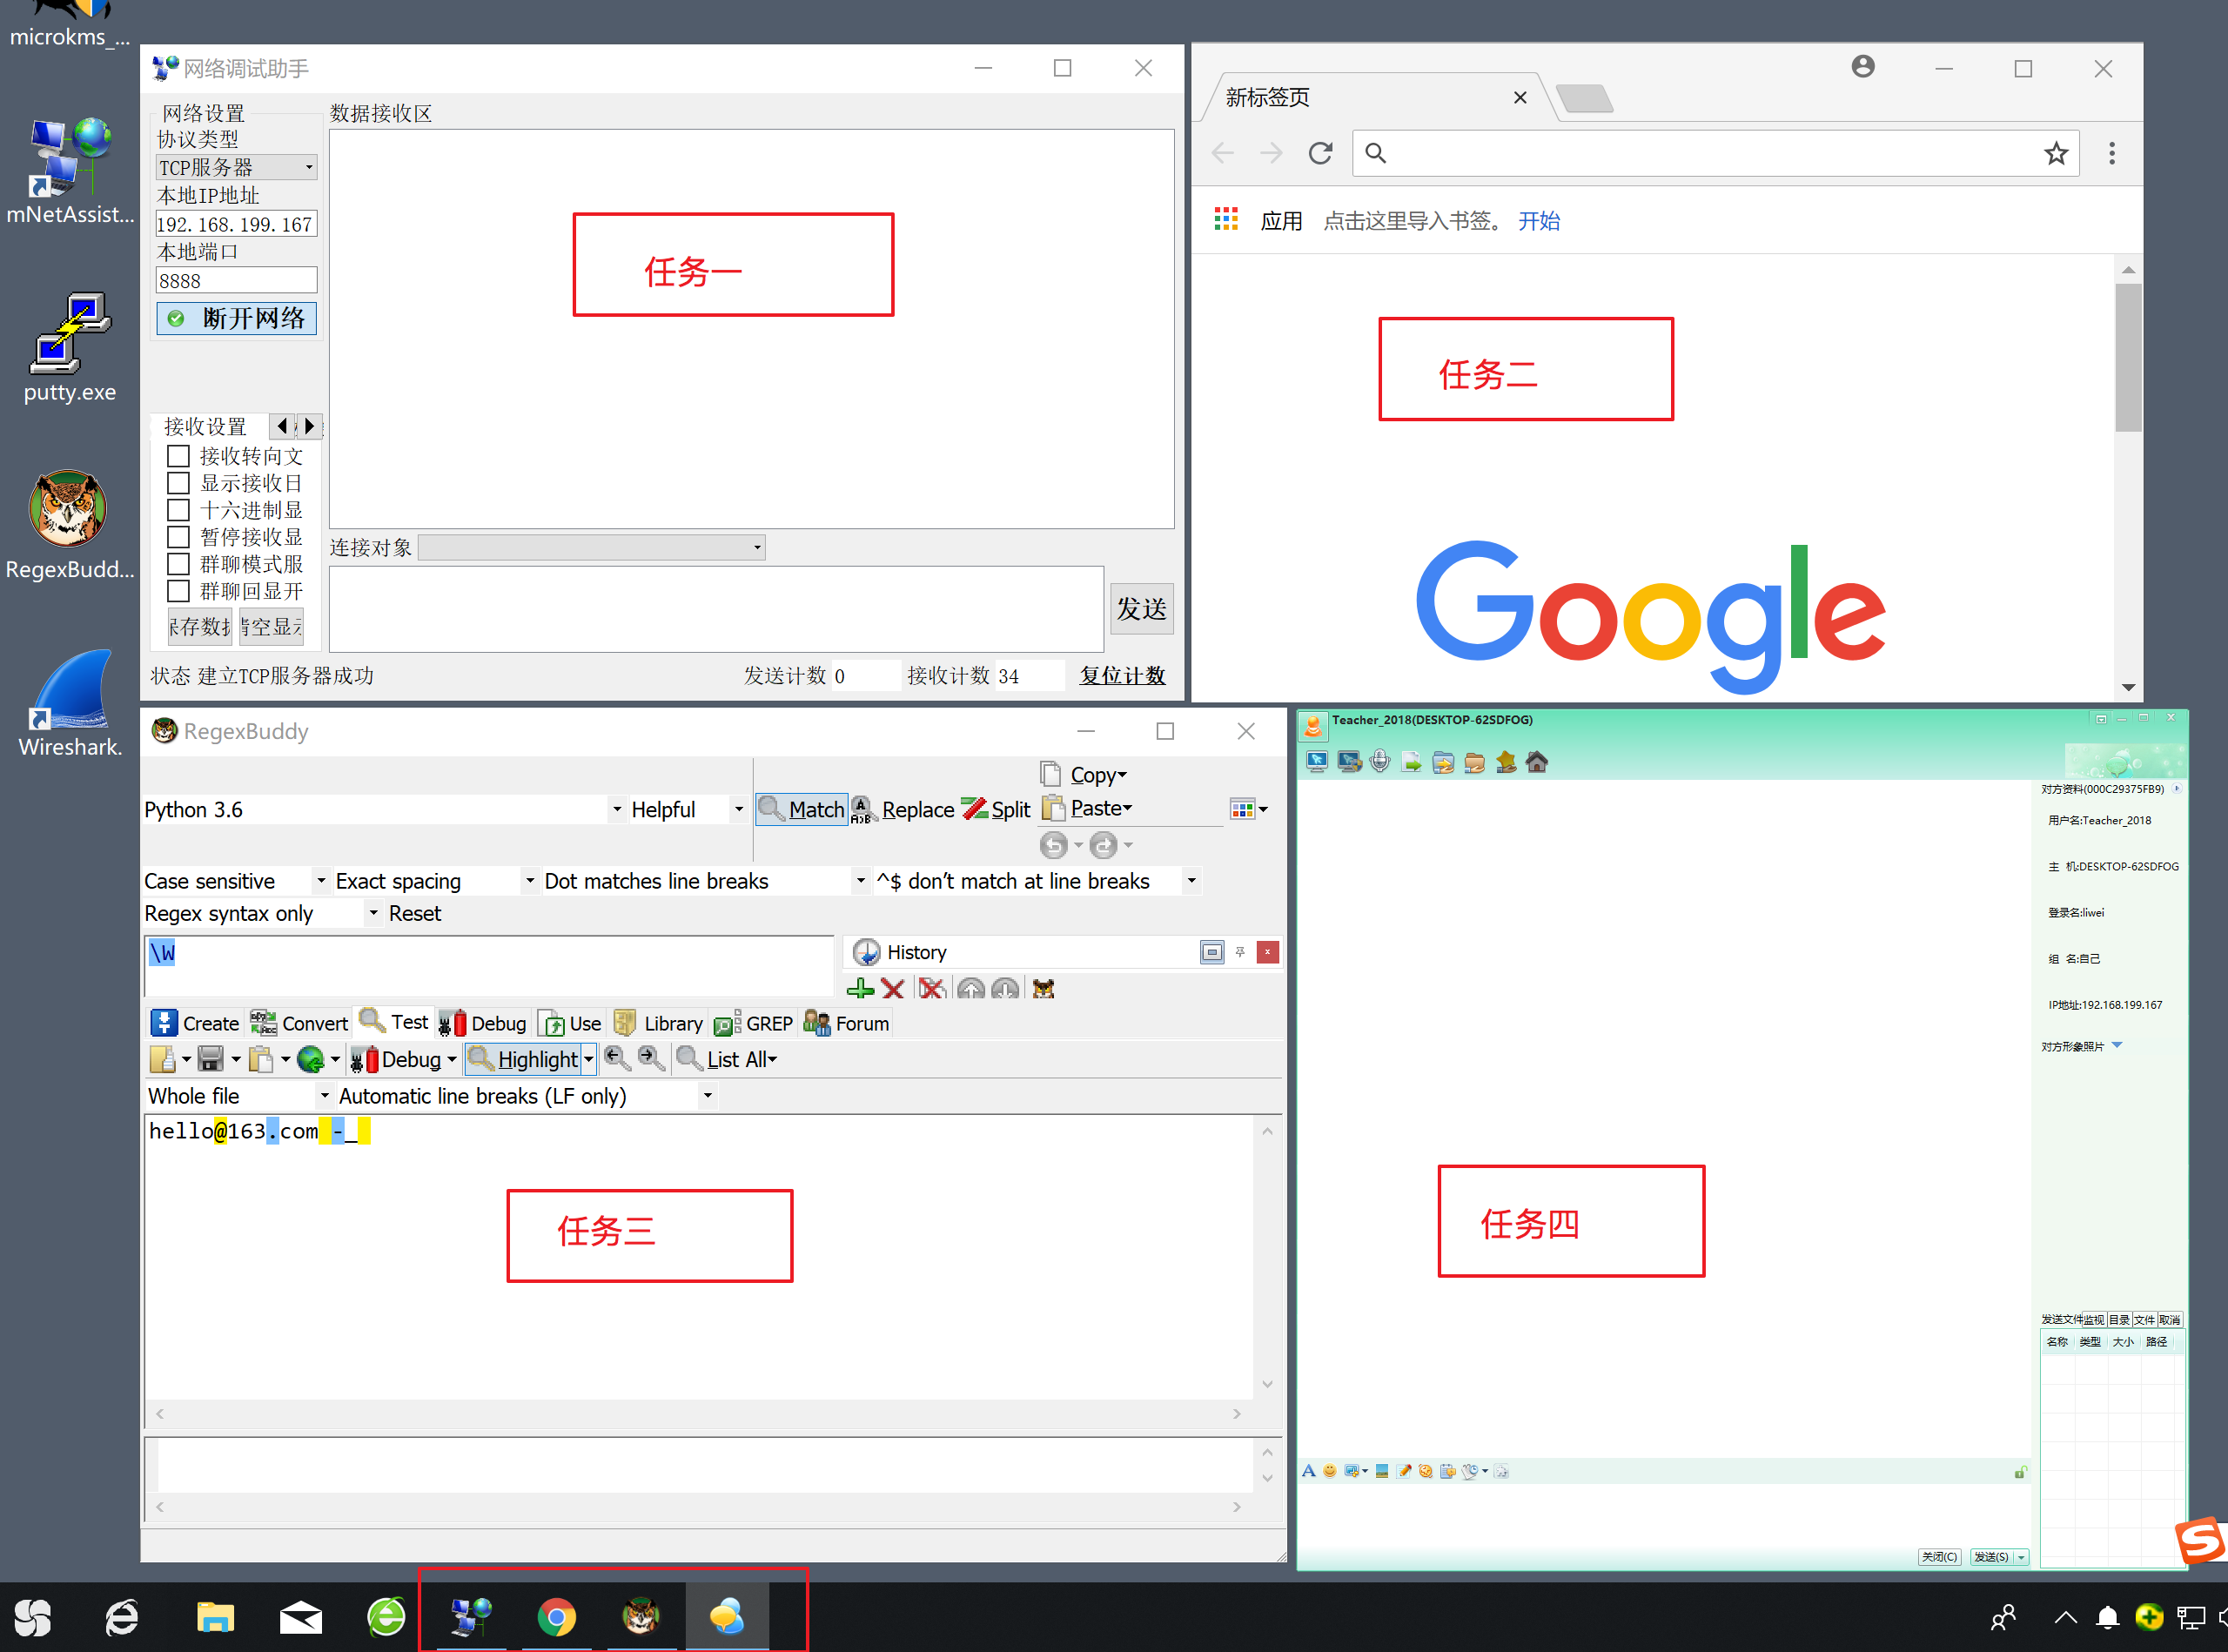 microkms_...
mNetAssist...
putty.exe
RegexBudd...
Wireshark.
网络调试助手
网络设置
协议类型
TCP服务器
本地IP地址
192.168.199.167
本地端口
8888
断开网络
接收设置
接收转向文
显示接收日
十六进制显
暂停接收显
群聊模式服
群聊回显开
保存数据 清空显示
数据接收区
任务一
连接对象
发送
状态 建立TCP服务器成功
发送计数 0 接收计数 34 复位计数
新标签页
应用 点击这里导入书签。 开始
任务二
Google
RegexBuddy
Python 3.6 Helpful Match Replace Split
Copy
Paste
Case sensitive Exact spacing Dot matches line breaks ^$ don’t match at line breaks
Regex syntax only Reset
\W
History
Create Convert Test Debug Use Library GREP Forum
Debug Highlight List All
Whole file Automatic line breaks (LF only)
hello@163.com -_
任务三
Teacher_2018(DESKTOP-62SDFOG)
对方资料(000C29375FB9)
用户名:Teacher_2018
主 机:DESKTOP-62SDFOG
登录名:liwei
组 名:自己
IP地址:192.168.199.167
对方形象照片
任务四
发送文件 监视 目录 文件 取消
名称 类型 大小 路径
关闭(C) 发送(S)